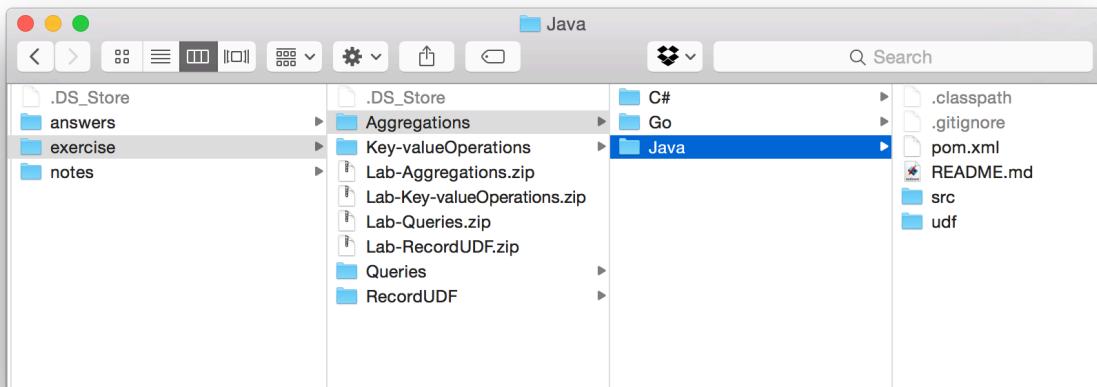 Java
Search
.DS_Store
answers
exercise
notes
.DS_Store
Aggregations
Key-valueOperations
Lab-Aggregations.zip
Lab-Key-valueOperations.zip
Lab-Queries.zip
Lab-RecordUDF.zip
Queries
RecordUDF
C#
Go
Java
.classpath
.gitignore
pom.xml
README.md
src
udf